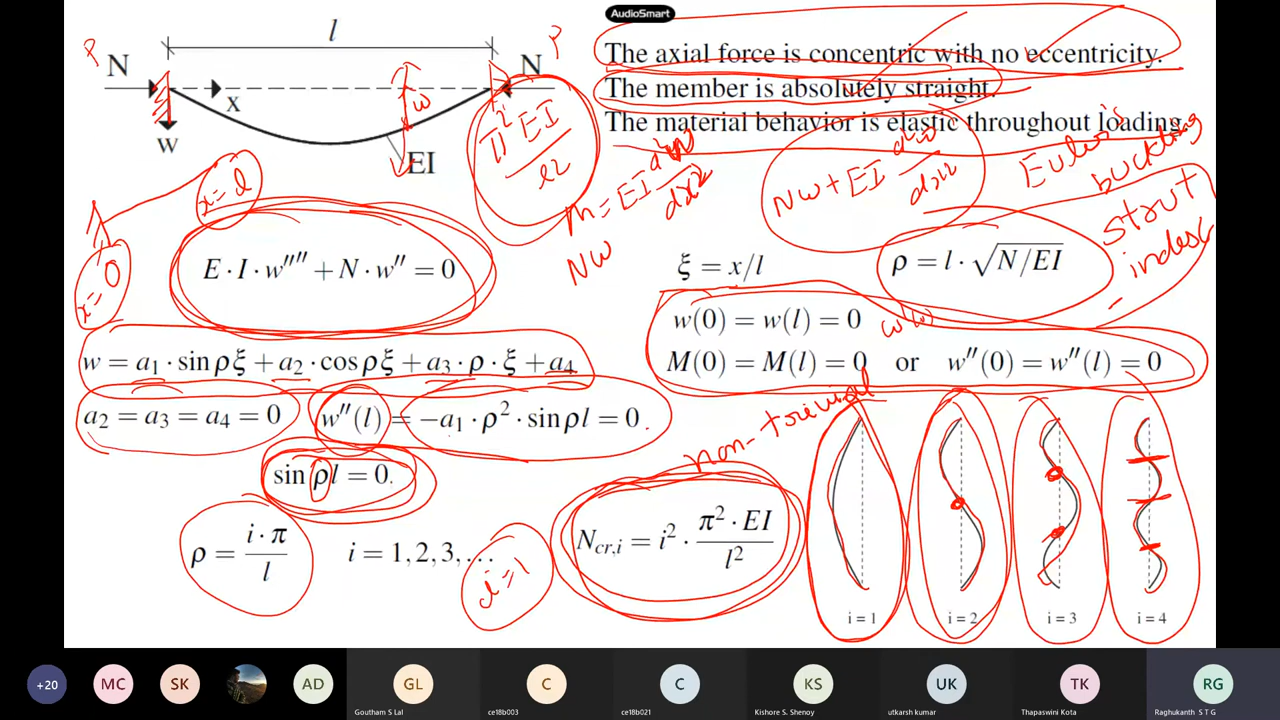 AudioSmart
l
P
P
N
N
x
w
w
EI
The axial force is concentric with no eccentricity.
The member is absolutely straight.
The material behavior is elastic throughout loading.
π² EI / l²
M = EI d²w/dx²
Nw
Nw + EI d²w/dx²
Euler's
buckling
strut
indesc
x = l
x = 0
E · I · w'''' + N · w'' = 0
ξ = x/l
ρ = l · √N/EI
w(0) = w(l) = 0
w = a₁ · sin ρξ + a₂ · cos ρξ + a₃ · ρ · ξ + a₄
M(0) = M(l) = 0 or w''(0) = w''(l) = 0
a₂ = a₃ = a₄ = 0
w''(l) = −a₁ · ρ² · sin ρl = 0.
sin ρl = 0.
non-trivial
ρ = i · π / l
i = 1,2,3,...
i = 1
N_cr,i = i² · π² · EI / l²
i = 1
i = 2
i = 3
i = 4
+20
MC
SK
AD
GL
C
C
KS
UK
TK
RG
Goutham S Lal
ce18b003
ce18b021
Kishore S. Shenoy
utkarsh kumar
Thapaswini Kota
Raghukanth S T G